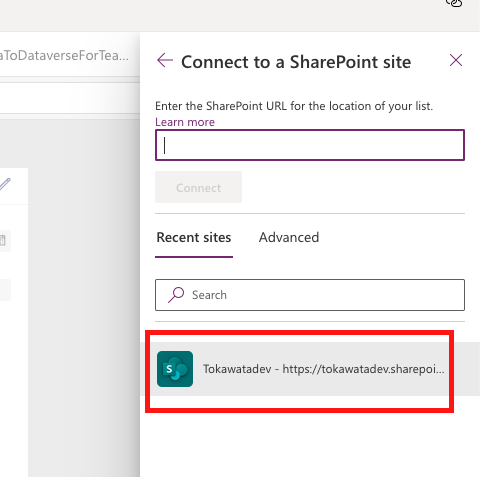 aToDataverseForTea...
Connect to a SharePoint site
Enter the SharePoint URL for the location of your list.
Learn more
Connect
Recent sites
Advanced
Search
S
Tokawatadev - https://tokawatadev.sharepoi...